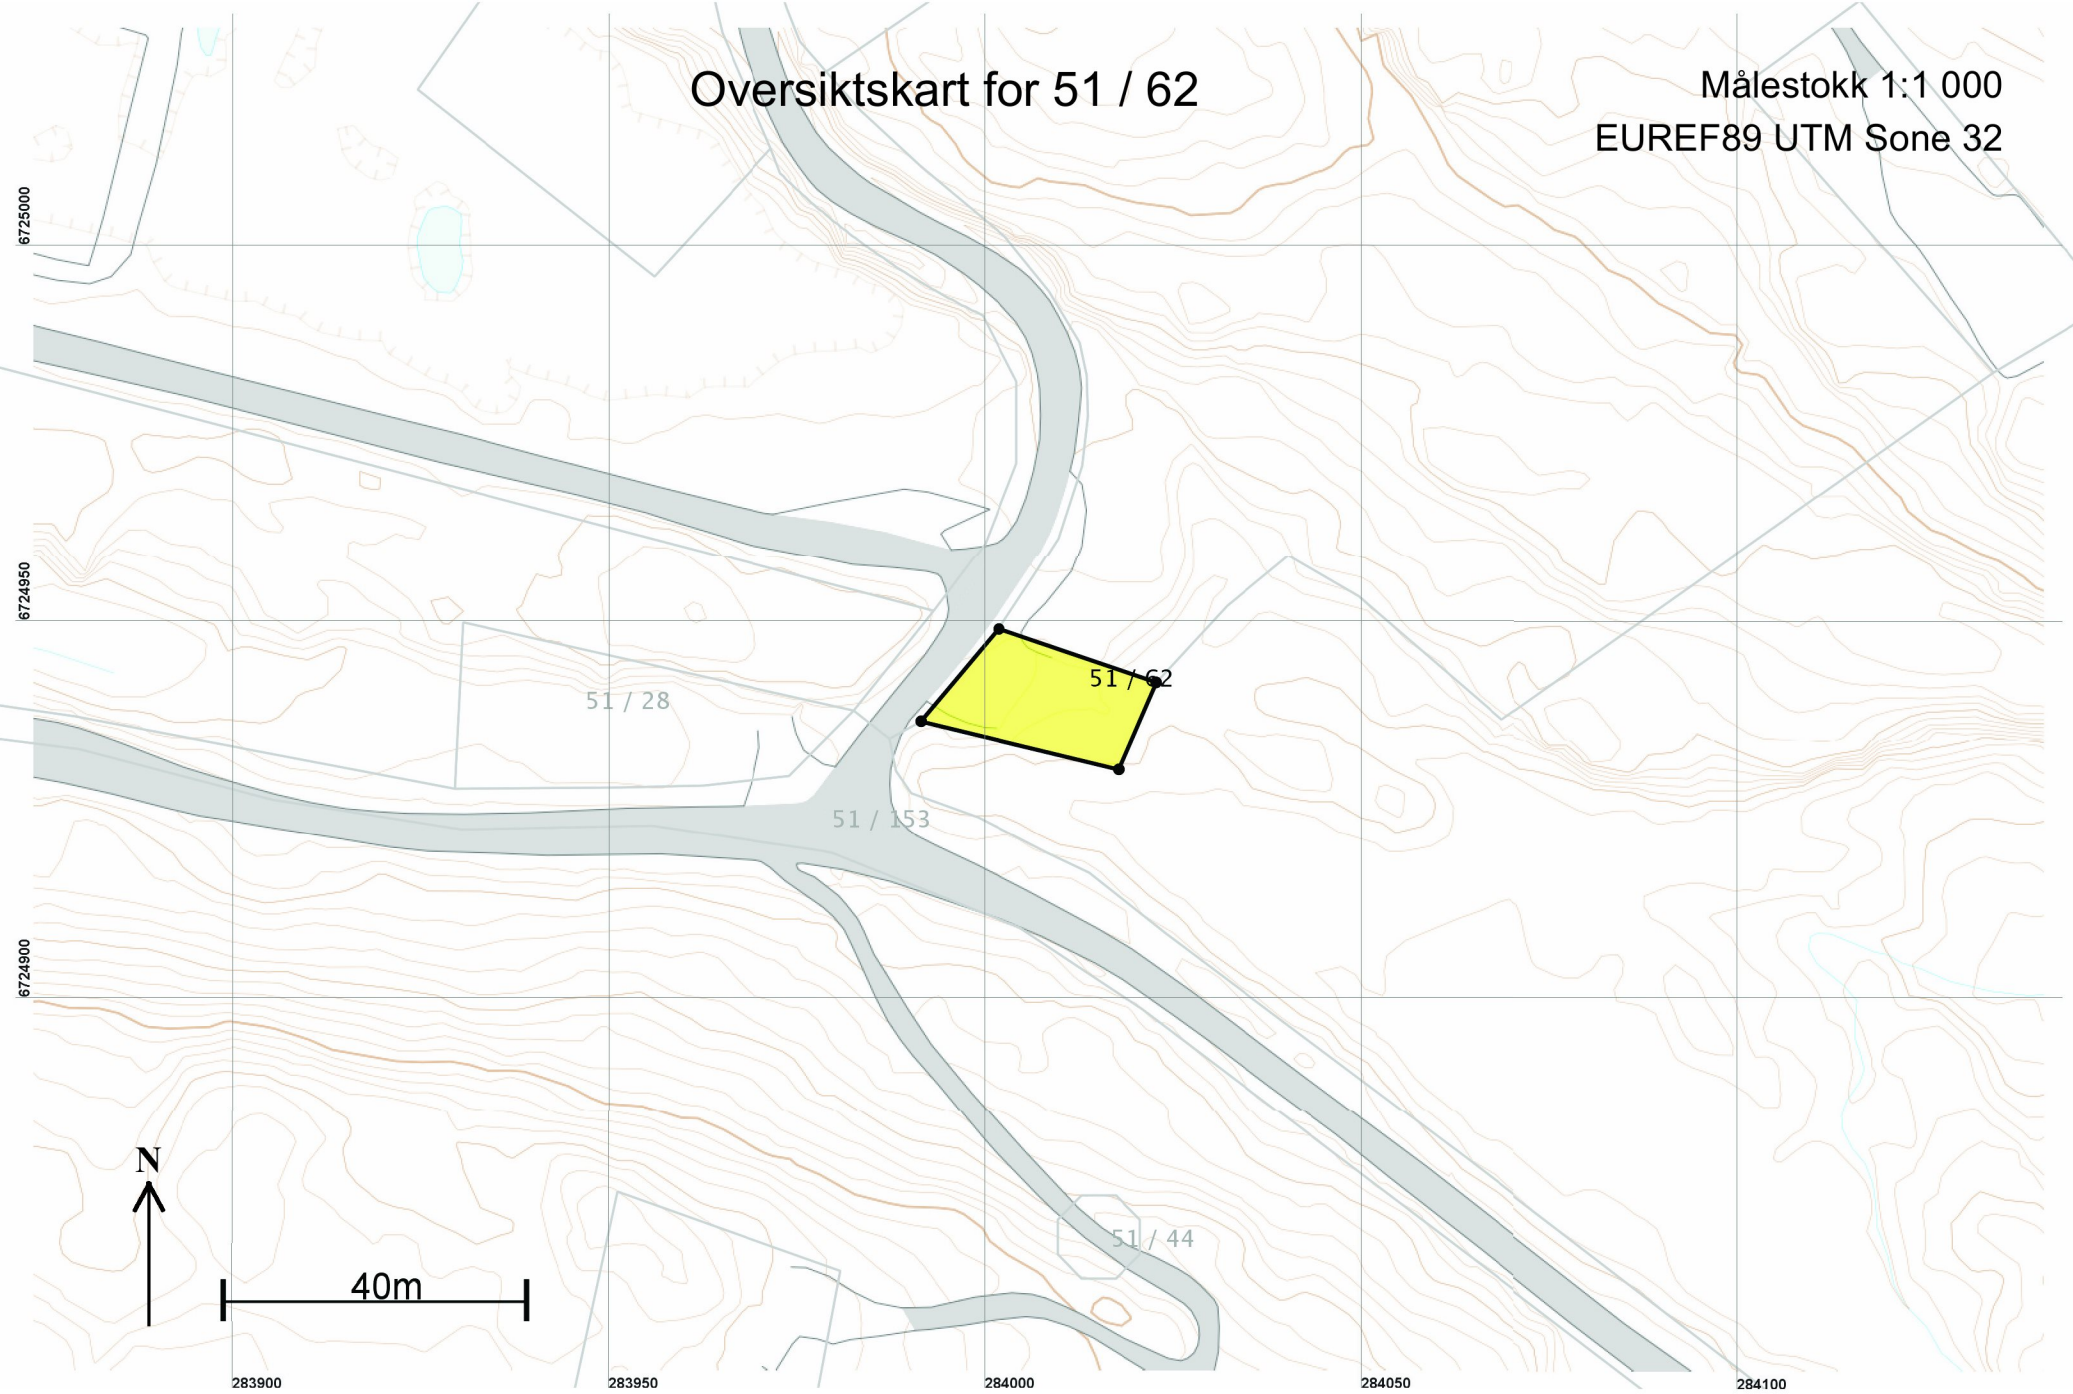 Oversiktskart for 51 / 62
Målestokk 1:1 000
EUREF89 UTM Sone 32
6725000
6724950
51 / 62
51 / 28
51 / 153
6724900
N
51 / 44
40m
283900
283950
284000
284050
284100